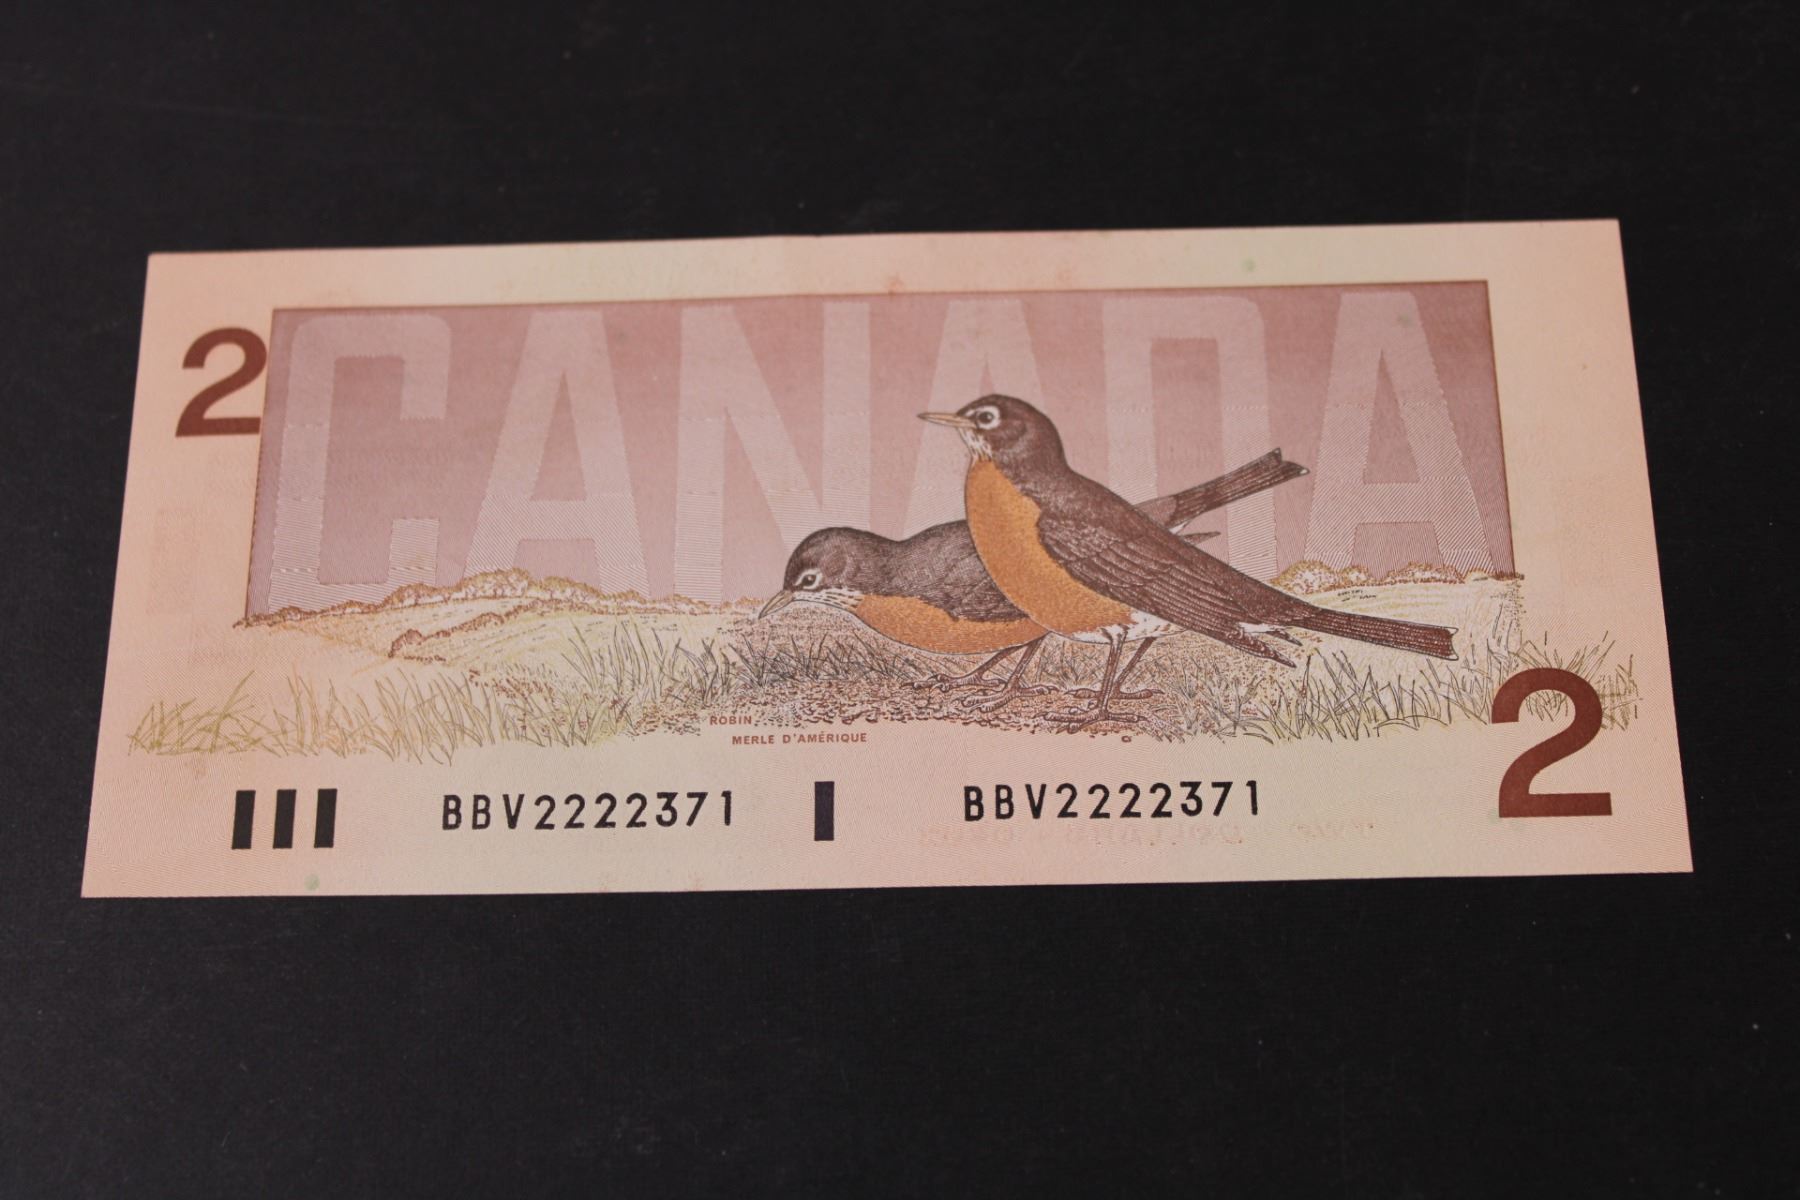 2
CANADA
ROBIN
MERLE D'AMÉRIQUE
2
BBV2222371 BBV2222371